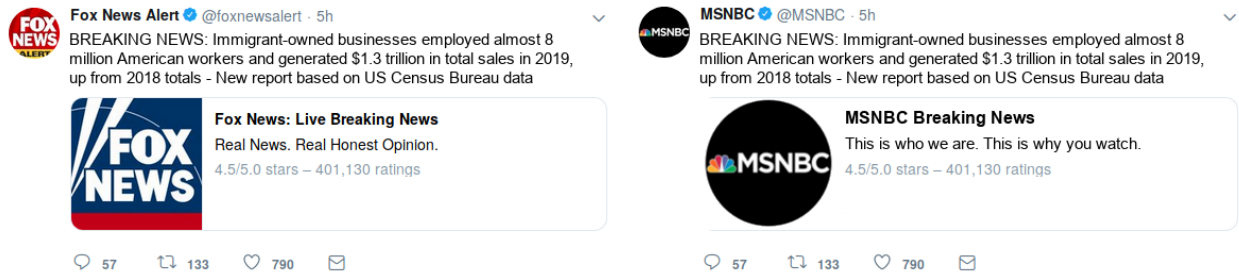 Fox News Alert @foxnewsalert · 5h
BREAKING NEWS: Immigrant-owned businesses employed almost 8
million American workers and generated $1.3 trillion in total sales in 2019,
up from 2018 totals - New report based on US Census Bureau data
FOX
NEWS
ALERT
FOX
NEWS
Fox News: Live Breaking News
Real News. Real Honest Opinion.
4.5/5.0 stars – 401,130 ratings
57 133 790
MSNBC @MSNBC · 5h
BREAKING NEWS: Immigrant-owned businesses employed almost 8
million American workers and generated $1.3 trillion in total sales in 2019,
up from 2018 totals - New report based on US Census Bureau data
MSNBC
MSNBC
MSNBC Breaking News
This is who we are. This is why you watch.
4.5/5.0 stars – 401,130 ratings
57 133 790